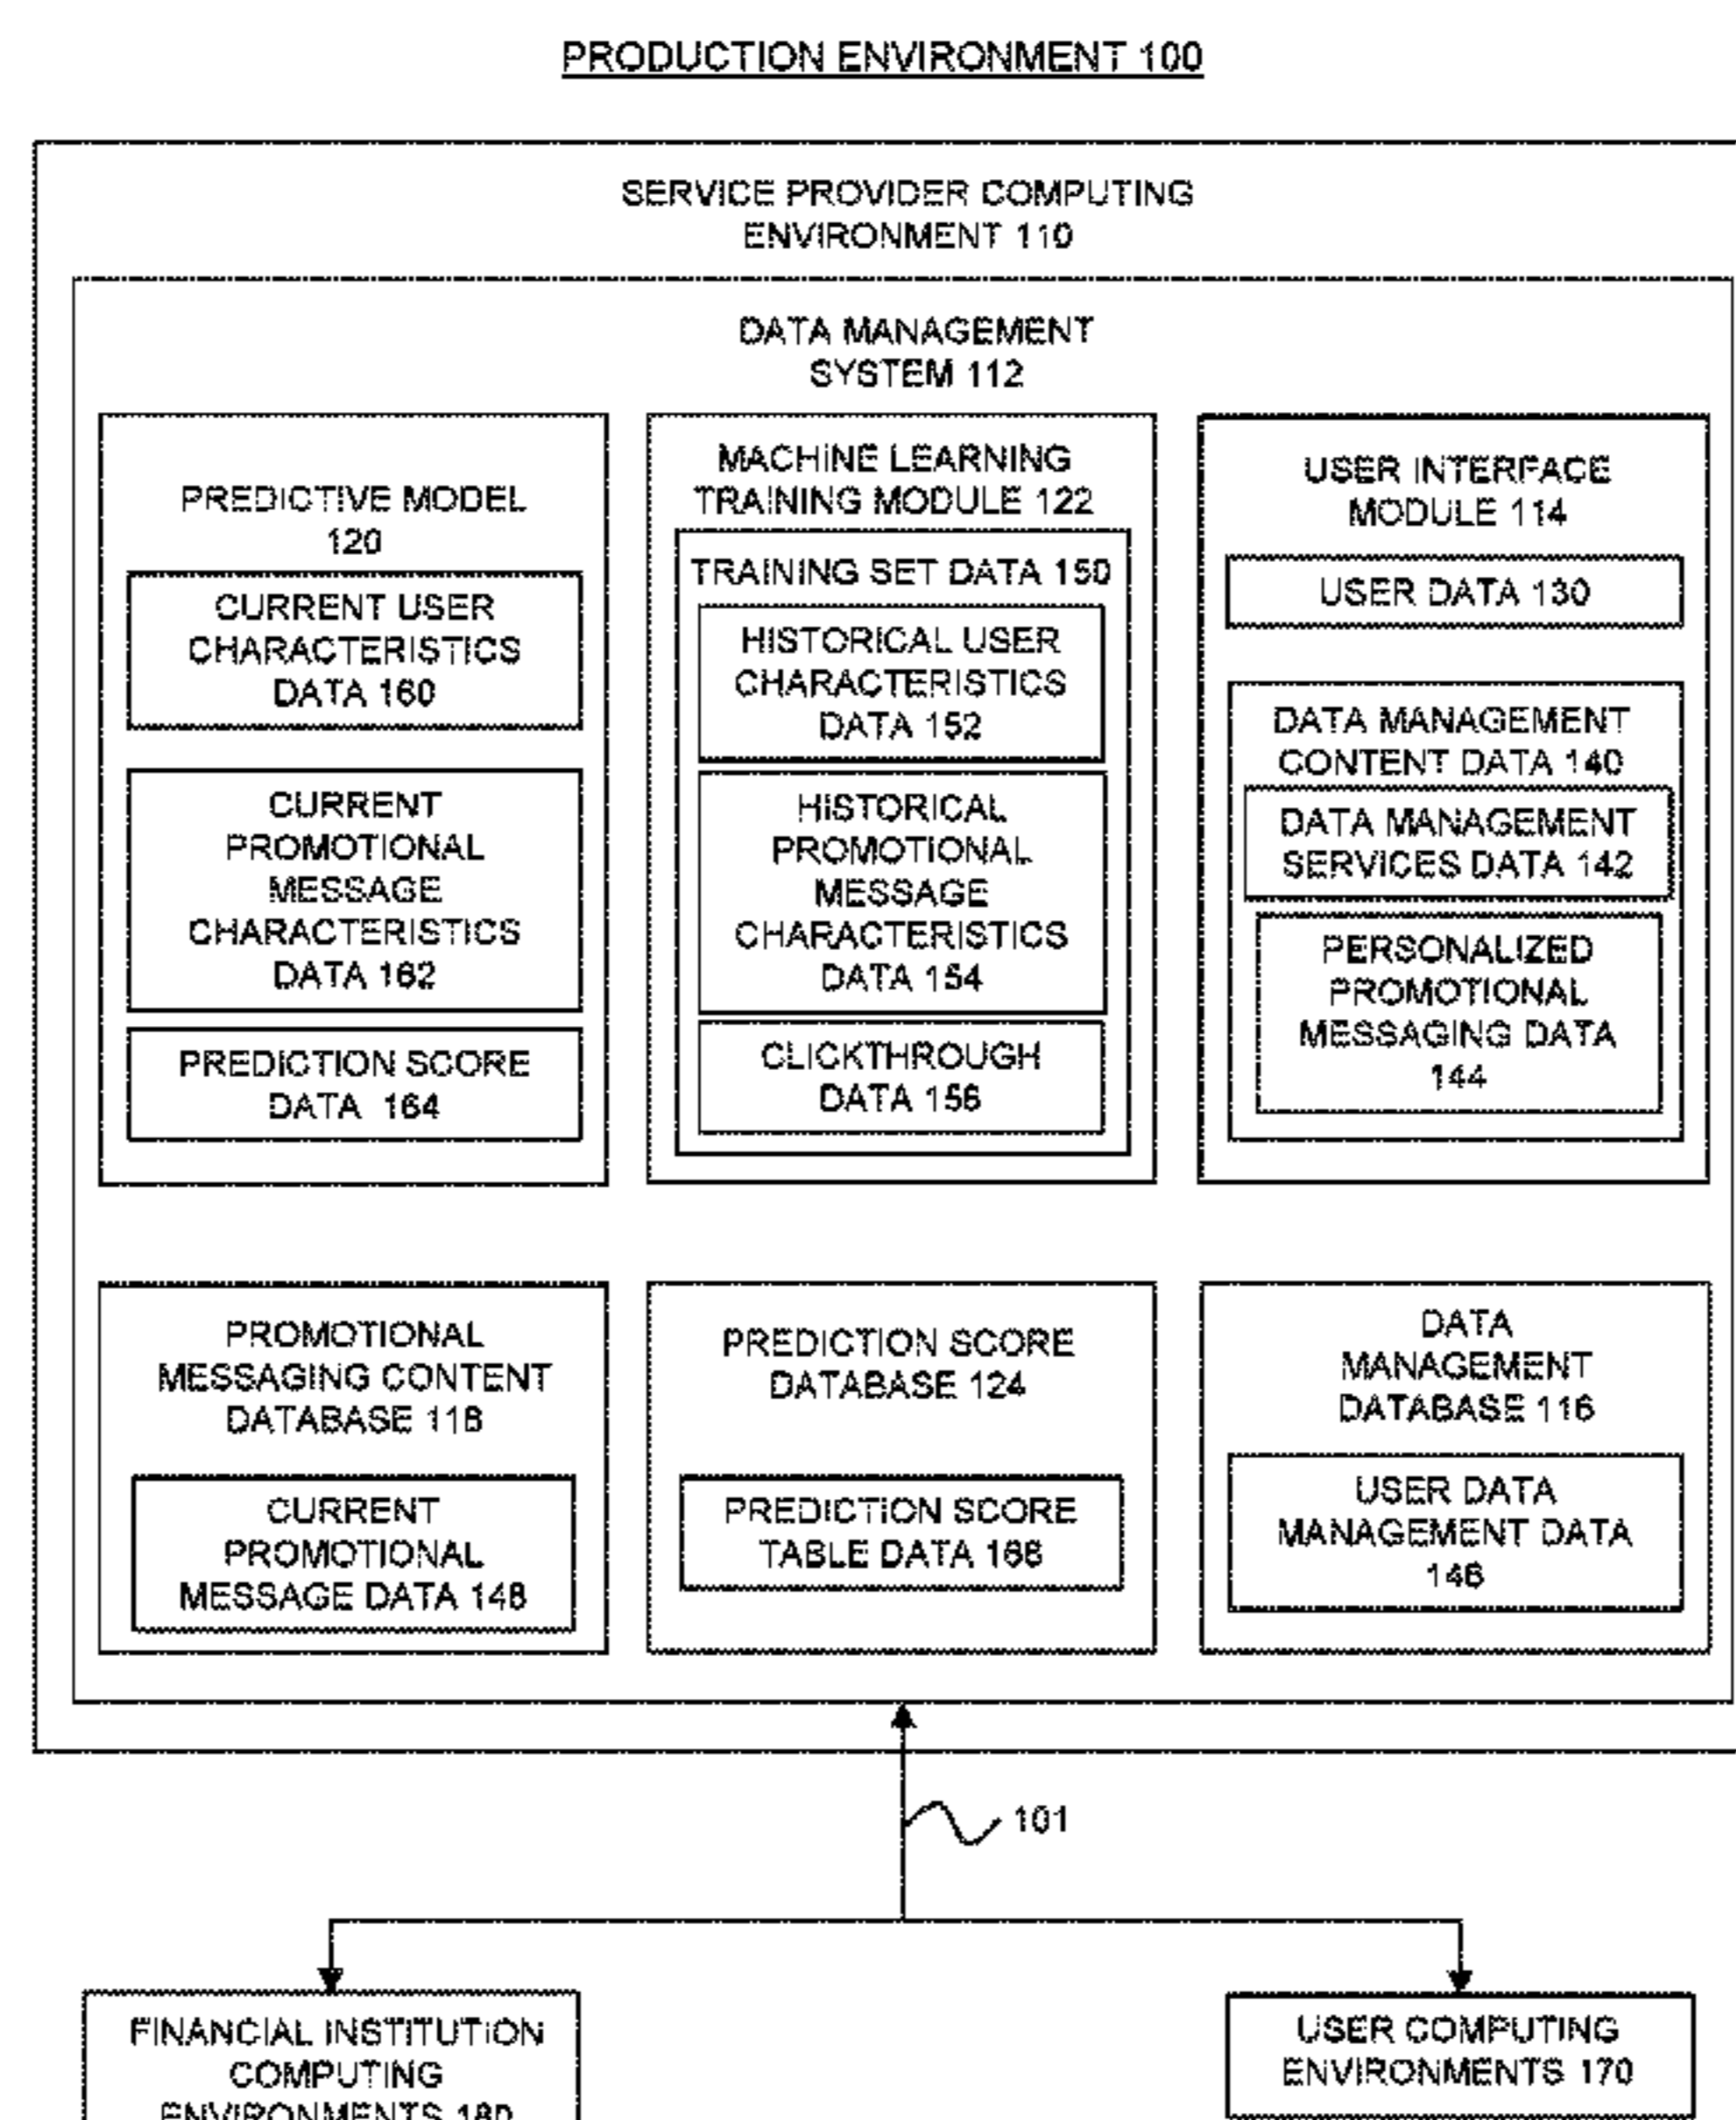 PRODUCTION ENVIRONMENT 100
SERVICE PROVIDER COMPUTING
ENVIRONMENT 110
DATA MANAGEMENT
SYSTEM 112
PREDICTIVE MODEL
120
CURRENT USER
CHARACTERISTICS
DATA 160
CURRENT
PROMOTIONAL
MESSAGE
CHARACTERISTICS
DATA 162
PREDICTION SCORE
DATA 164
MACHINE LEARNING
TRAINING MODULE 122
TRAINING SET DATA 150
HISTORICAL USER
CHARACTERISTICS
DATA 152
HISTORICAL
PROMOTIONAL
MESSAGE
CHARACTERISTICS
DATA 154
CLICKTHROUGH
DATA 156
USER INTERFACE
MODULE 114
USER DATA 130
DATA MANAGEMENT
CONTENT DATA 140
DATA MANAGEMENT
SERVICES DATA 142
PERSONALIZED
PROMOTIONAL
MESSAGING DATA
144
PROMOTIONAL
MESSAGING CONTENT
DATABASE 118
CURRENT
PROMOTIONAL
MESSAGE DATA 148
PREDICTION SCORE
DATABASE 124
PREDICTION SCORE
TABLE DATA 166
DATA
MANAGEMENT
DATABASE 116
USER DATA
MANAGEMENT DATA
146
101
FINANCIAL INSTITUTION
COMPUTING
ENVIRONMENTS 180
USER COMPUTING
ENVIRONMENTS 170